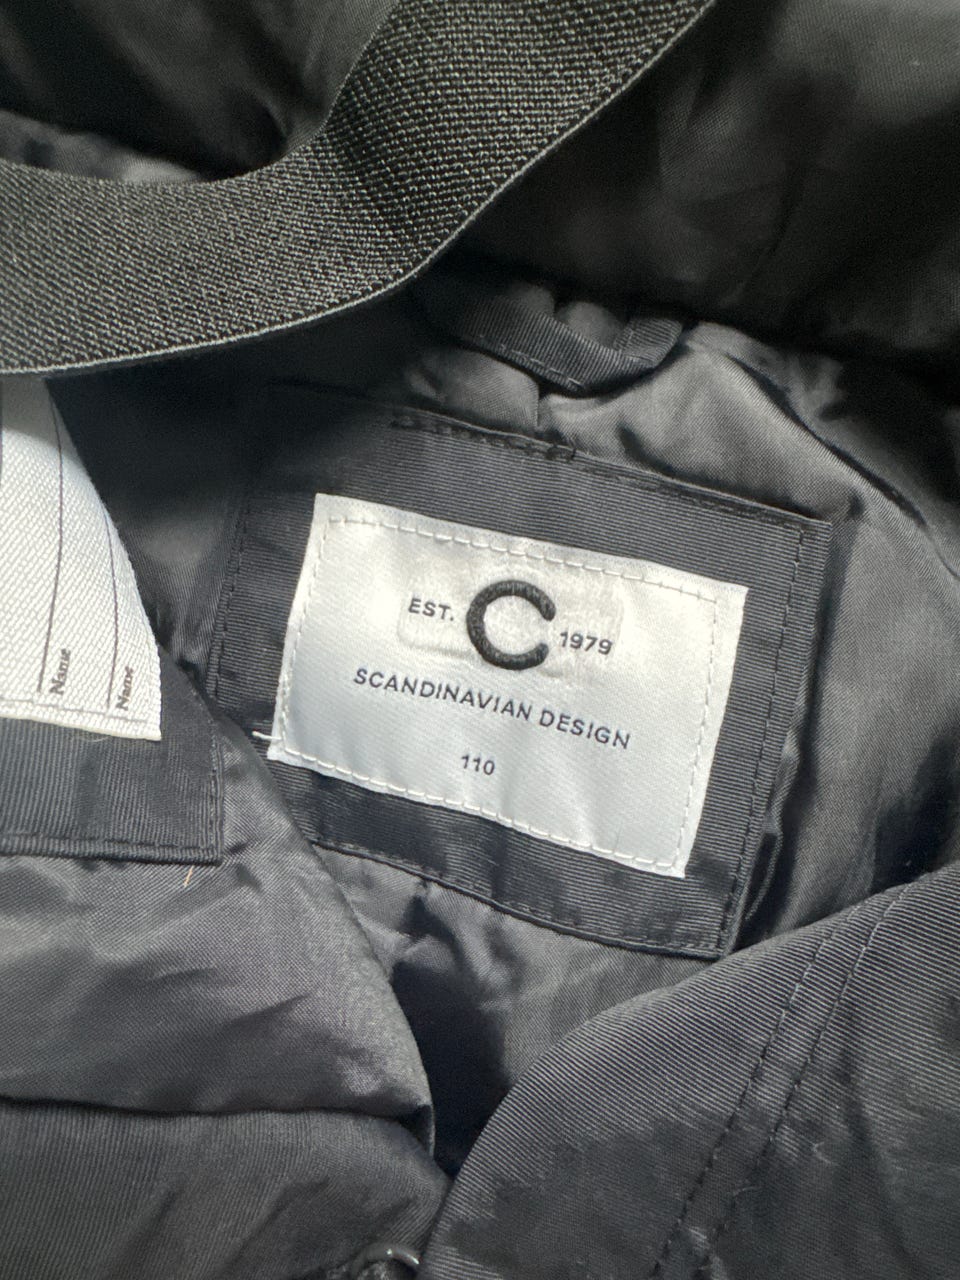 EST. C 1979
SCANDINAVIAN DESIGN
110
Name
Name